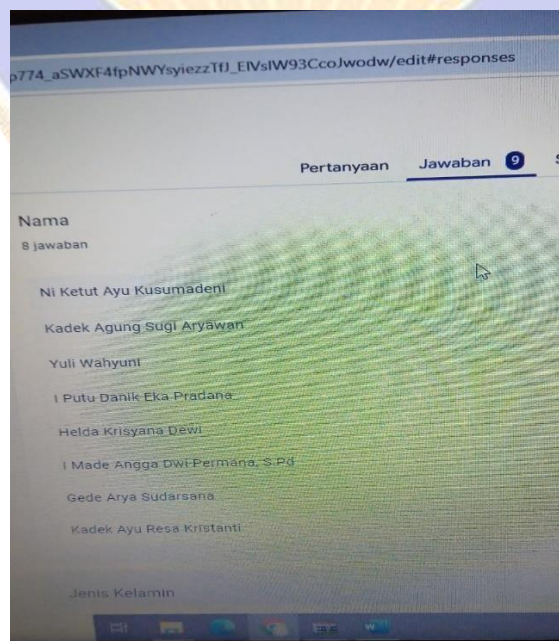 p774_aSWXF4fpNWYsyiezzTfJ_EIVsIW93CcoJwodw/edit#responses
Pertanyaan Jawaban 9 S
Nama
8 jawaban
Ni Ketut Ayu Kusumadeni
Kadek Agung Sugi Aryawan
Yuli Wahyuni
I Putu Danik Eka Pradana
Helda Krisyana Dewi
I Made Angga Dwi Permana, S.Pd
Gede Arya Sudarsana
Kadek Ayu Resa Kristanti
Jenis Kelamin